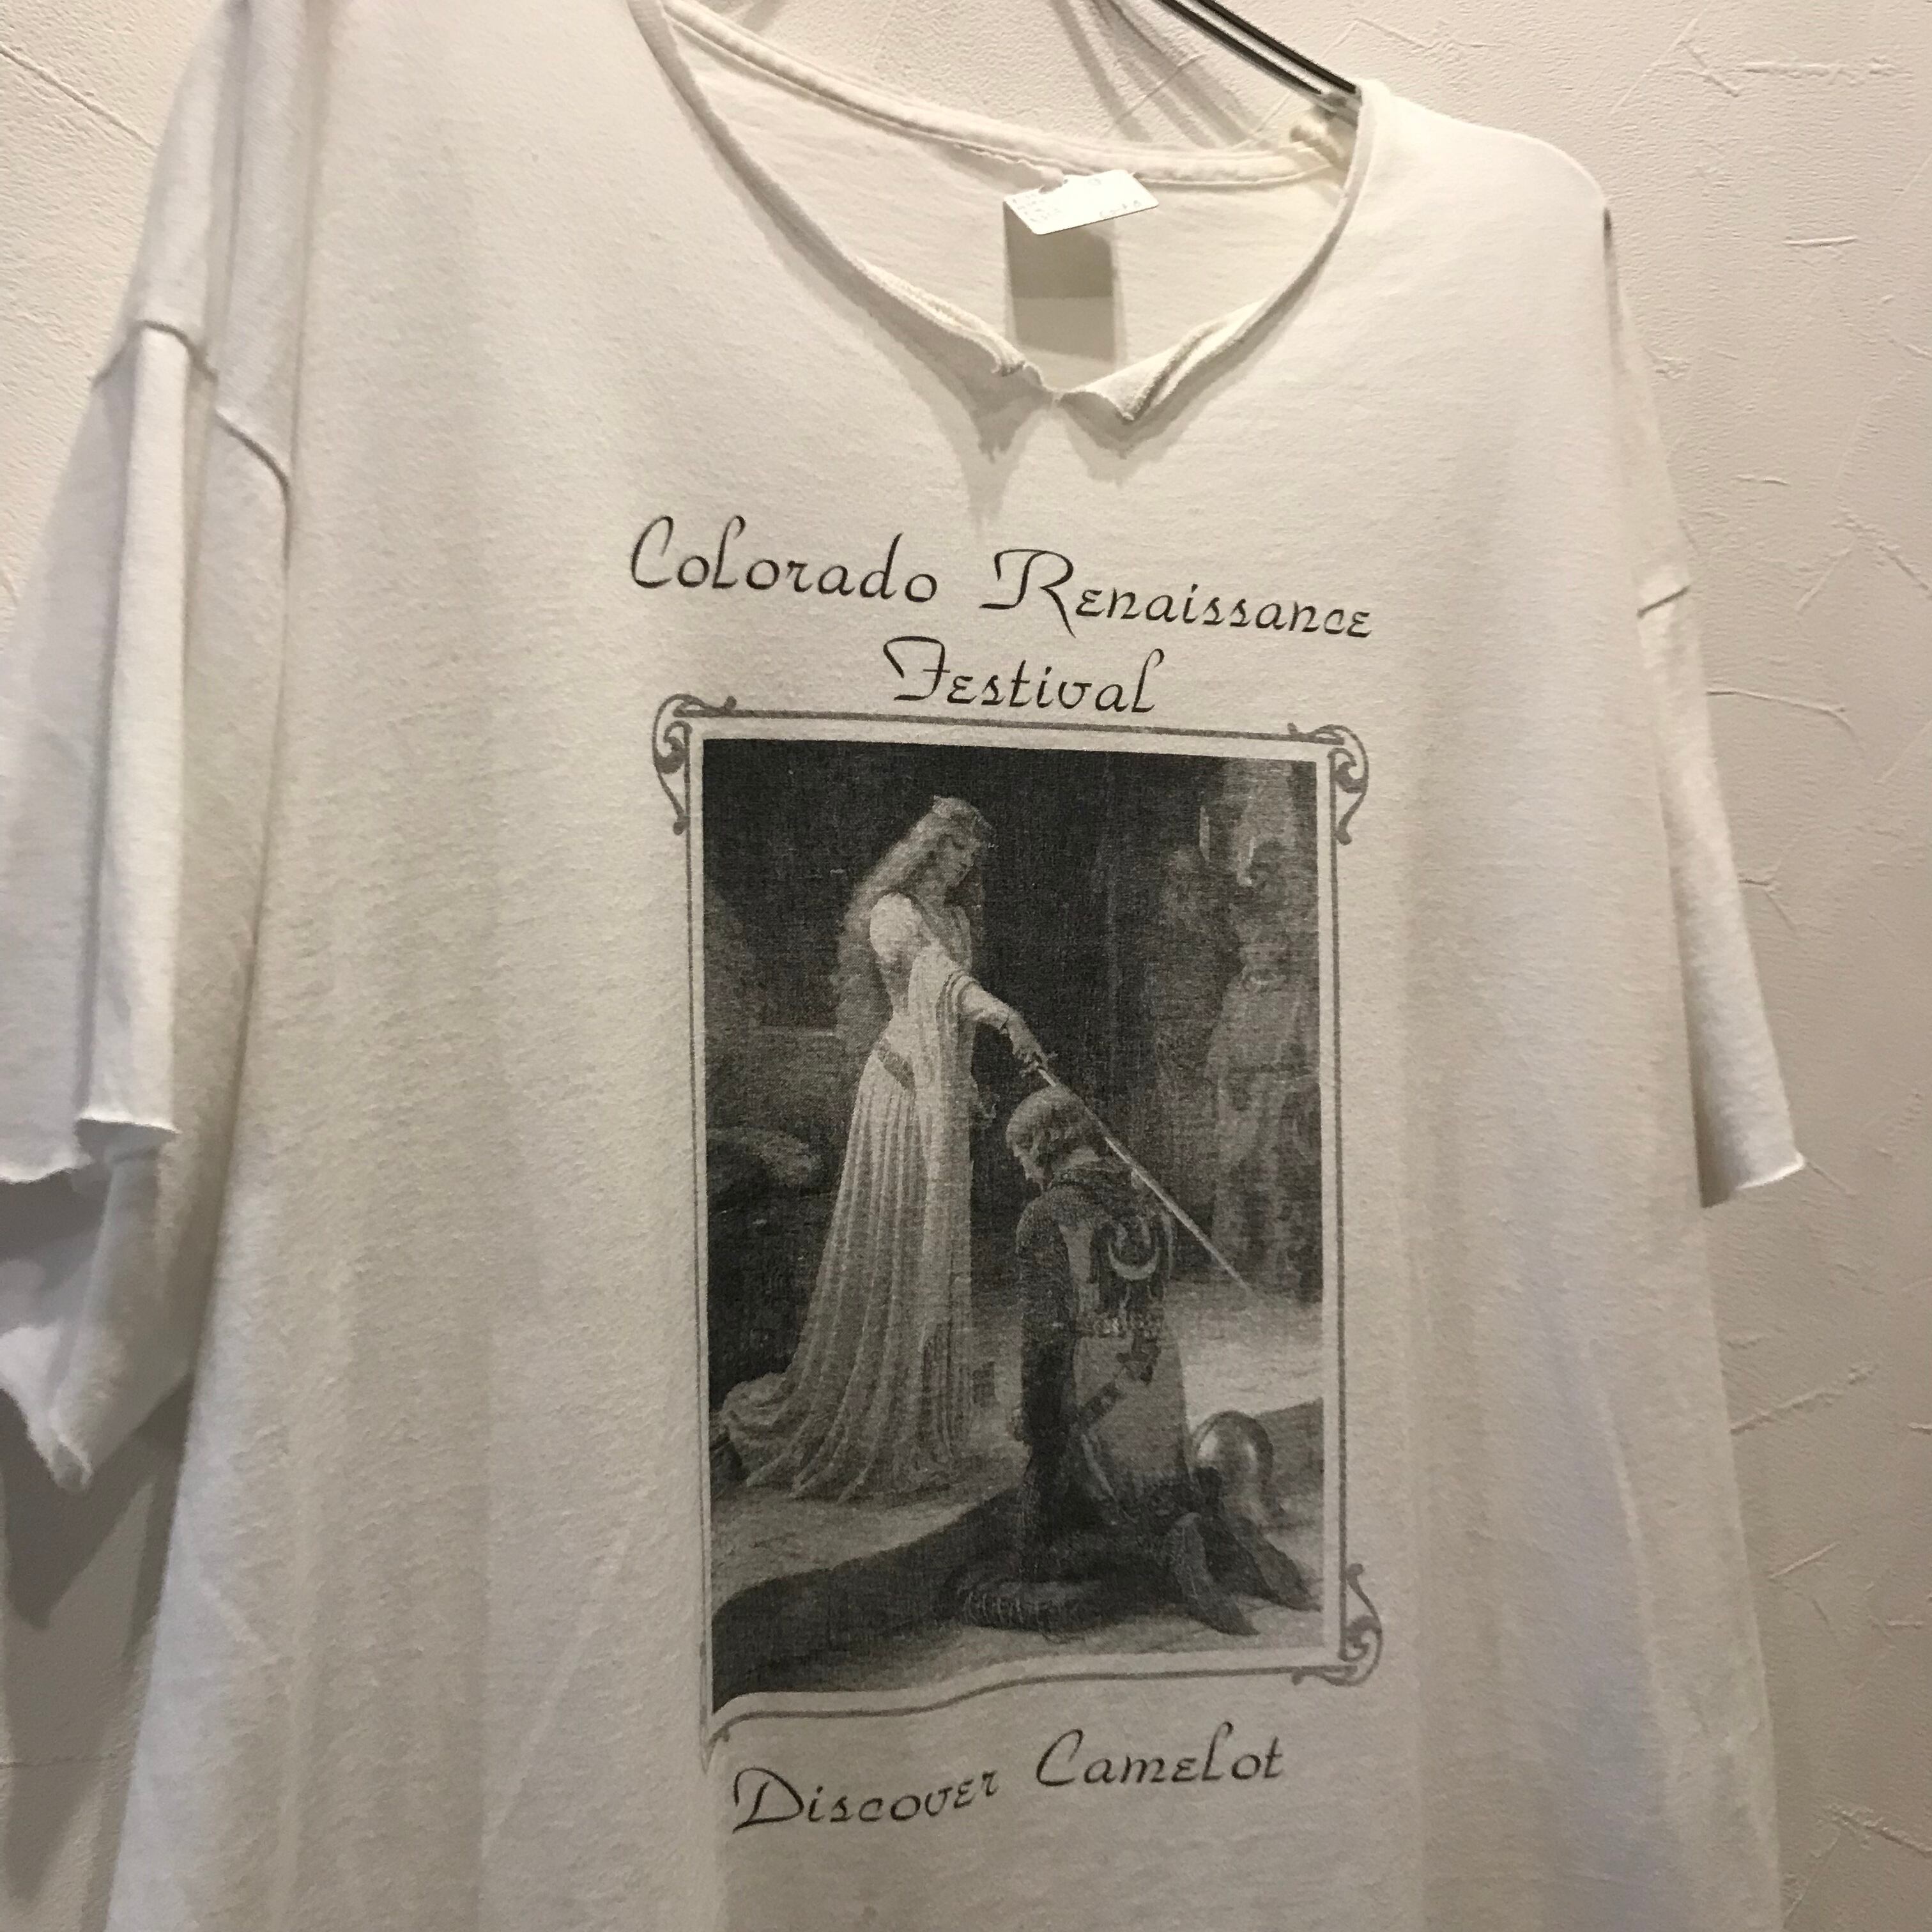 Colorado Renaissance
Festival
Discover Camelot